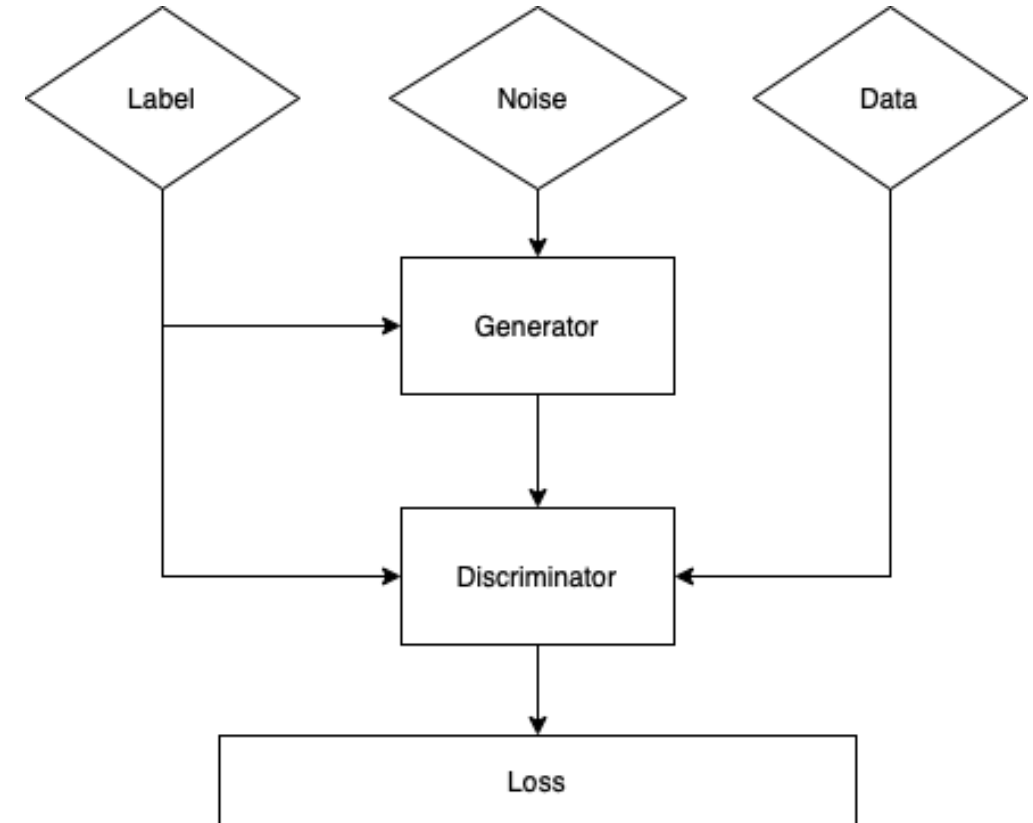 Label
Noise
Data
Generator
Discriminator
Loss